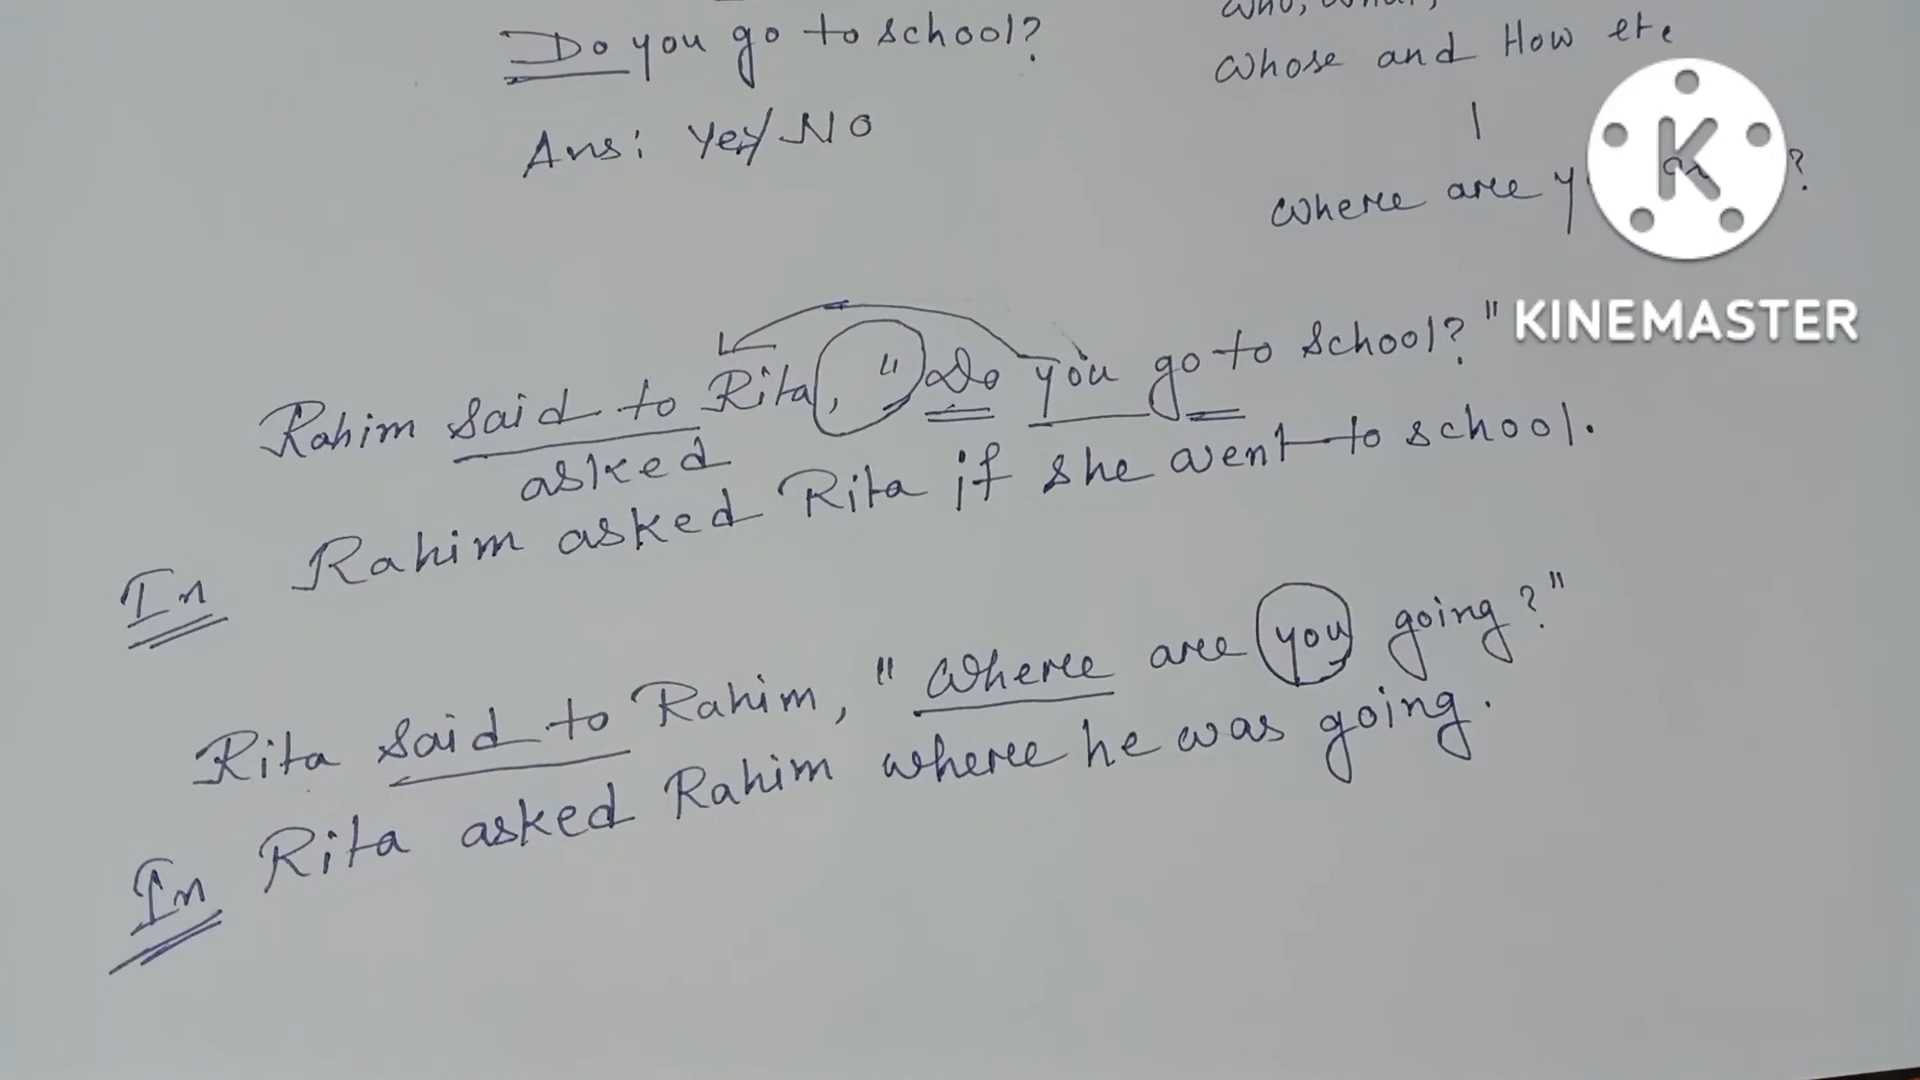 Do you go to school?
Who, What,
Whose and How etc
Ans: Yes/No
Where are ?
Rahim said to Rita, "Do you go to school?"
asked
In Rahim asked Rita if she went to school.
Rita said to Rahim, "Where are you going?"
In Rita asked Rahim where he was going.
KINEMASTER